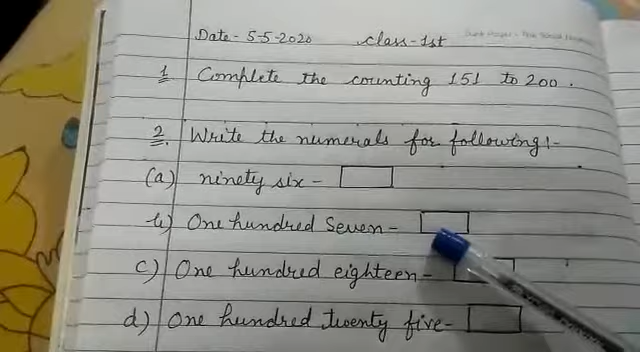 Date - 5-5-2020 class-1st
1 Complete the counting 151 to 200.
2. Write the numerals for following:-
(a) ninety six -
b) One hundred Seven -
c) One hundred eighteen -
d) One hundred twenty five -